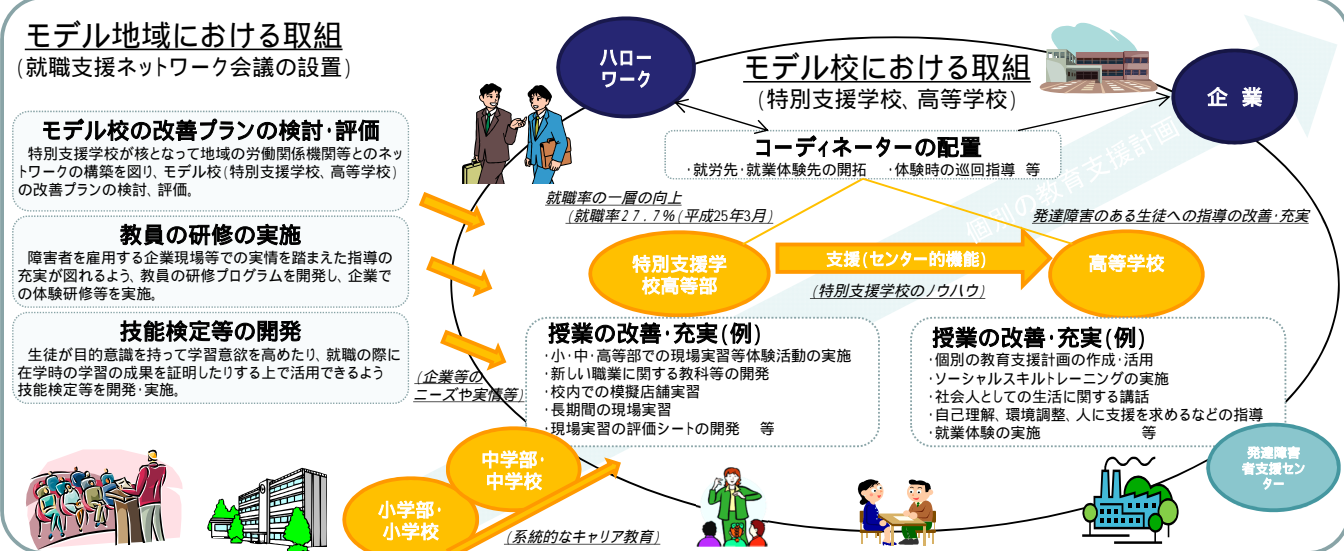 モデル地域における取組
(就職支援ネットワーク会議の設置)
モデル校の改善プランの検討・評価
特別支援学校が核となって地域の労働関係機関等とのネッ
トワークの構築を図り、モデル校(特別支援学校、高等学校)
の改善プランの検討、評価。
教員の研修の実施
障害者を雇用する企業現場等での実情を踏まえた指導の
充実が図れるよう、教員の研修プログラムを開発し、企業で
の体験研修等を実施。
技能検定等の開発
生徒が目的意識を持って学習意欲を高めたり、就職の際に
在学時の学習の成果を証明したりする上で活用できるよう
技能検定等を開発・実施。
ハロー
ワーク
モデル校における取組
(特別支援学校、高等学校)
企 業
コーディネーターの配置
・就労先・就業体験先の開拓 ・体験時の巡回指導 等
個別の教育支援計画
就職率の一層の向上
(就職率27.7%(平成25年3月)
発達障害のある生徒への指導の改善・充実
特別支援学
校高等部
支援(センター的機能)
(特別支援学校のノウハウ)
高等学校
(企業等の
ニーズや実情等)
授業の改善・充実(例)
・小・中・高等部での現場実習等体験活動の実施
・新しい職業に関する教科等の開発
・校内での模擬店舗実習
・長期間の現場実習
・現場実習の評価シートの開発 等
授業の改善・充実(例)
・個別の教育支援計画の作成・活用
・ソーシャルスキルトレーニングの実施
・社会人としての生活に関する講話
・自己理解、環境調整、人に支援を求めるなどの指導
・就業体験の実施 等
発達障害
者支援セン
ター
中学部・
中学校
小学部・
小学校
(系統的なキャリア教育)